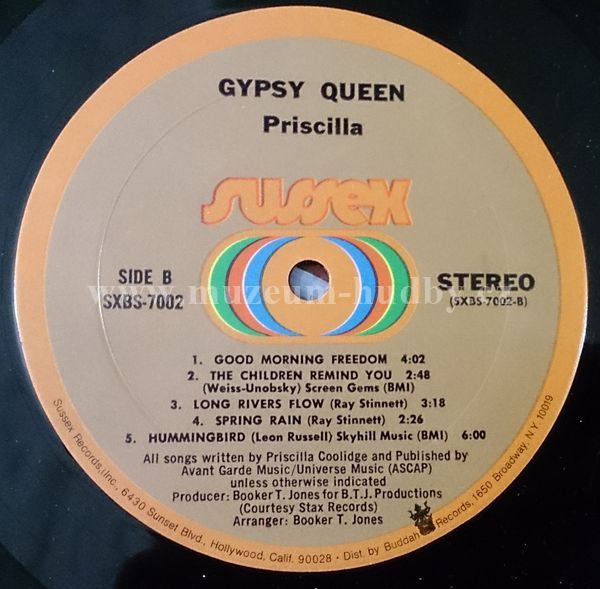 GYPSY QUEEN
Priscilla
sussex
SIDE B
SXBS-7002
STEREO
(SXBS-7002-B)
www.muzeum-hudby.cz
1. GOOD MORNING FREEDOM 4:02
2. THE CHILDREN REMIND YOU 2:48
(Weiss-Unobsky) Screen Gems (BMI)
3. LONG RIVERS FLOW (Ray Stinnett) 3:18
4. SPRING RAIN (Ray Stinnett) 2:26
5. HUMMINGBIRD (Leon Russell) Skyhill Music (BMI) 6:00
All songs written by Priscilla Coolidge and Published by
Avant Garde Music/Universe Music (ASCAP)
unless otherwise indicated
Producer: Booker T. Jones for B.T.J. Productions
(Courtesy Stax Records)
Arranger: Booker T. Jones
Sussex Records, Inc., 6430 Sunset Blvd., Hollywood, Calif. 90028 • Dist. by Buddah Records, 1650 Broadway, N.Y. 10019